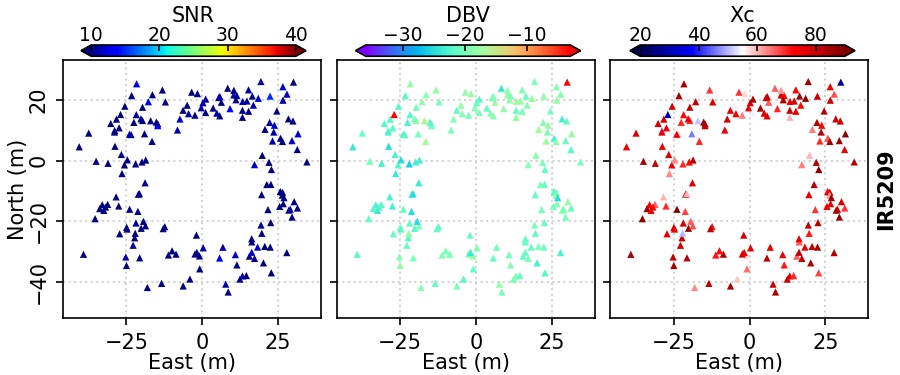 SNR DBV Xc
10 20 30 40 −30 −20 −10 20 40 60 80
20
0
−20
−40
North (m)
−25 0 25 −25 0 25 −25 0 25
East (m) East (m) East (m)
IR5209